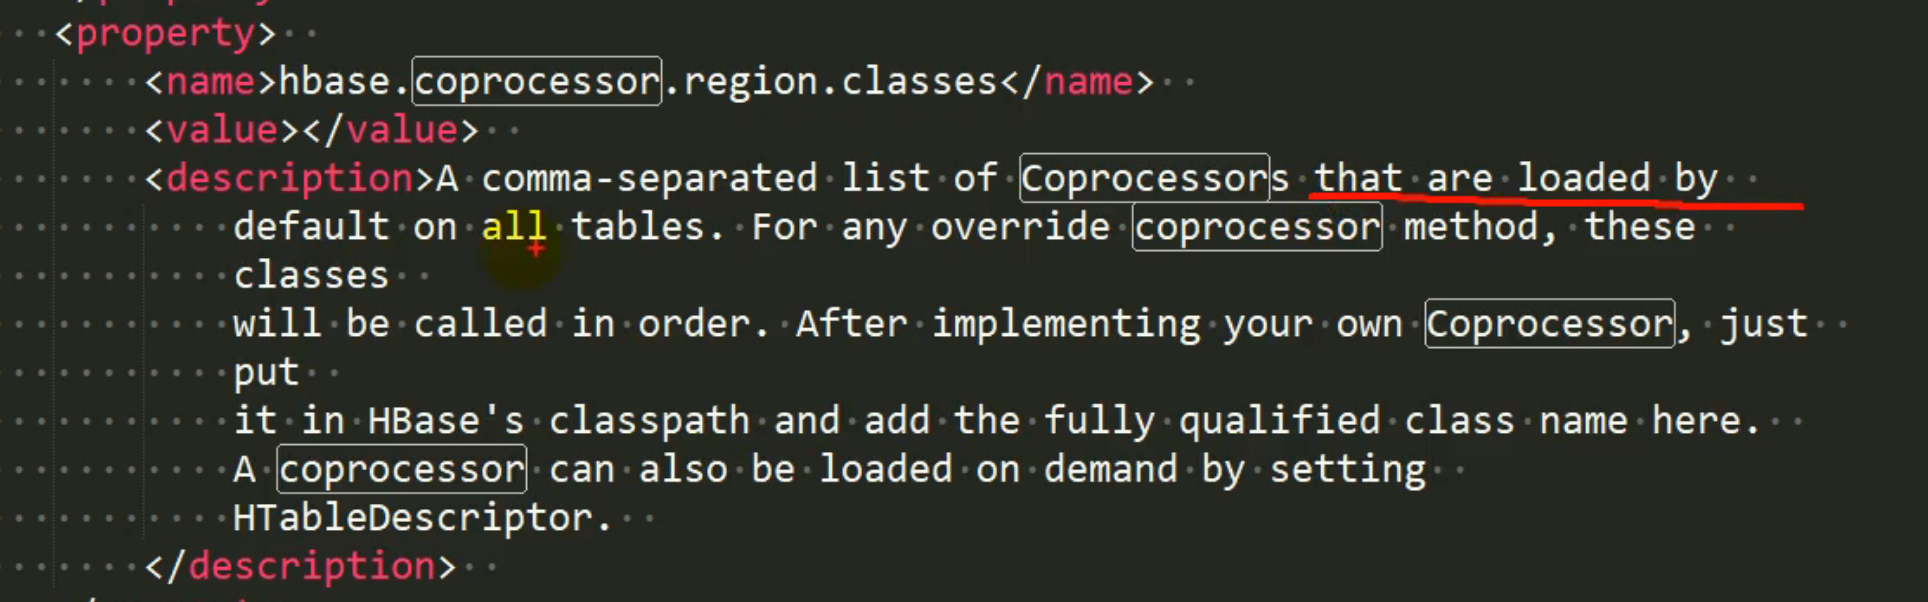 <property>
<name>hbase.coprocessor.region.classes</name>
<value></value>
<description>A comma-separated list of Coprocessors that are loaded by
default on all tables. For any override coprocessor method, these
classes
will be called in order. After implementing your own Coprocessor, just
put
it in HBase's classpath and add the fully qualified class name here.
A coprocessor can also be loaded on demand by setting
HTableDescriptor.
</description>